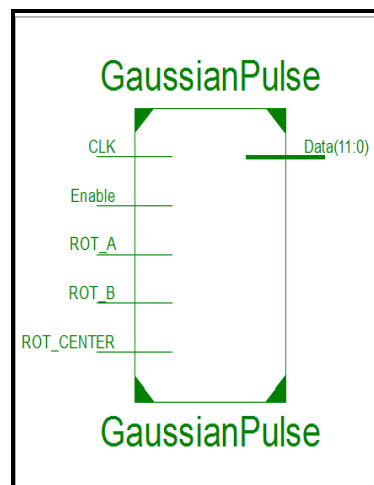 GaussianPulse
CLK
Data(11:0)
Enable
ROT_A
ROT_B
ROT_CENTER
GaussianPulse